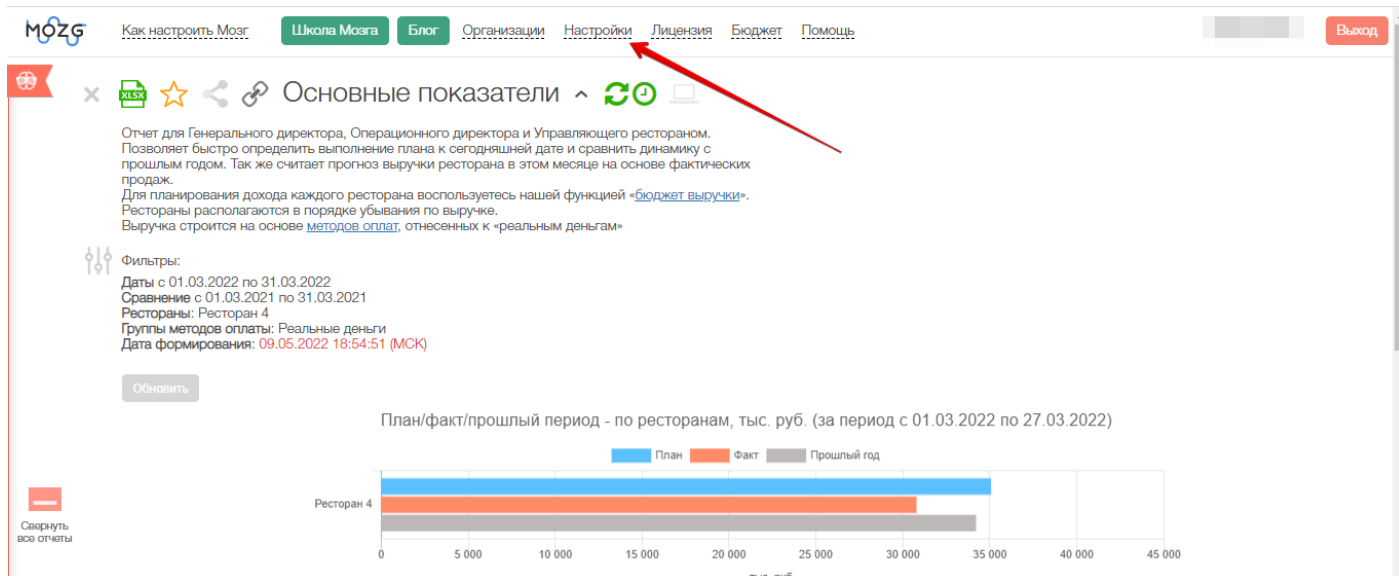 MOZG Как настроить Мозг Школа Мозга Блог Организации Настройки Лицензия Бюджет Помощь Выход
XLSX Основные показатели
Отчет для Генерального директора, Операционного директора и Управляющего рестораном.
Позволяет быстро определить выполнение плана к сегодняшней дате и сравнить динамику с
прошлым годом. Так же считает прогноз выручки ресторана в этом месяце на основе фактических
продаж.
Для планирования дохода каждого ресторана воспользуетесь нашей функцией «бюджет выручки».
Рестораны располагаются в порядке убывания по выручке.
Выручка строится на основе методов оплат, отнесенных к «реальным деньгам»
Фильтры:
Даты с 01.03.2022 по 31.03.2022
Сравнение с 01.03.2021 по 31.03.2021
Рестораны: Ресторан 4
Группы методов оплаты: Реальные деньги
Дата формирования: 09.05.2022 18:54:51 (МСК)
Обновить
План/факт/прошлый период - по ресторанам, тыс. руб. (за период с 01.03.2022 по 27.03.2022)
План Факт Прошлый год
Ресторан 4
0 5 000 10 000 15 000 20 000 25 000 30 000 35 000 40 000 45 000
Свернуть
все отчеты